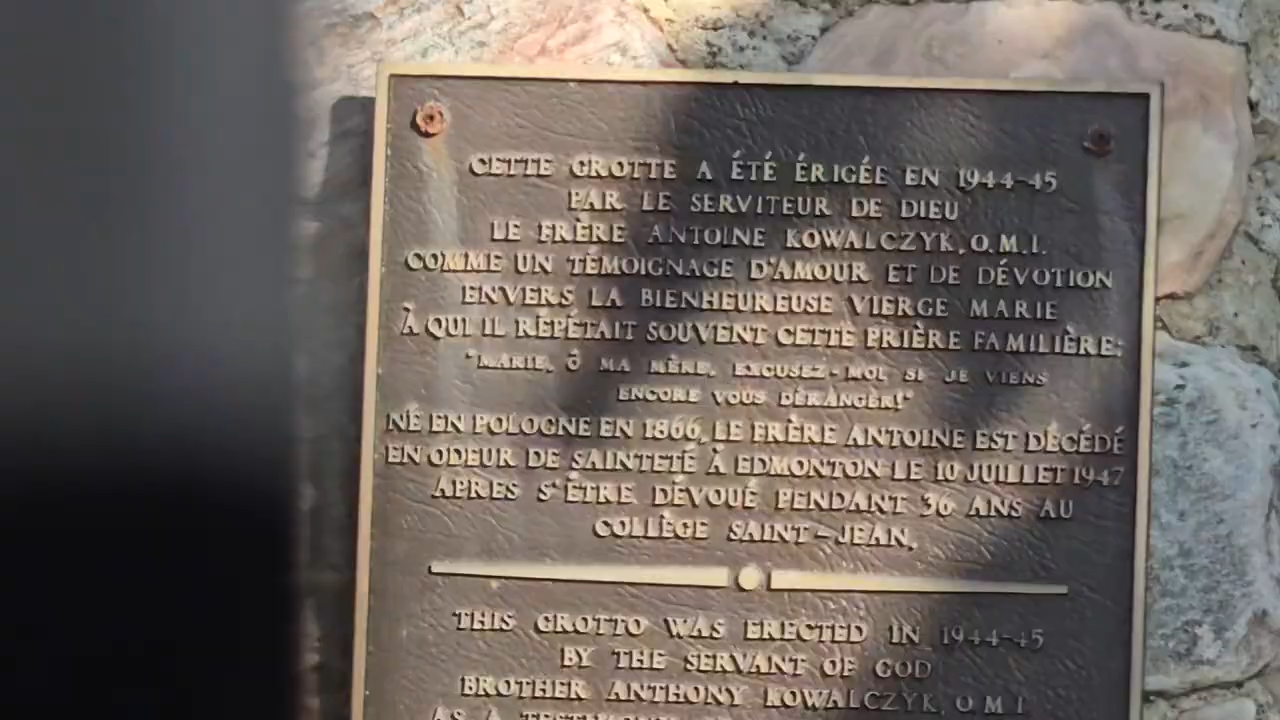 CETTE GROTTE A ÉTÉ ÉRIGÉE EN 1944-45
PAR LE SERVITEUR DE DIEU
LE FRÈRE ANTOINE KOWALCZYK, O.M.I.
COMME UN TÉMOIGNAGE D'AMOUR ET DE DÉVOTION
ENVERS LA BIENHEUREUSE VIERGE MARIE
À QUI IL RÉPÉTAIT SOUVENT CETTE PRIÈRE FAMILIÈRE:
"MARIE, Ô MA MÈRE, EXCUSEZ-MOI SI JE VIENS
ENCORE VOUS DÉRANGER!"
NÉ EN POLOGNE EN 1866, LE FRÈRE ANTOINE EST DÉCÉDÉ
EN ODEUR DE SAINTETÉ À EDMONTON LE 10 JUILLET 1947
APRES S'ÊTRE DÉVOUÉ PENDANT 36 ANS AU
COLLÈGE SAINT-JEAN.
THIS GROTTO WAS ERECTED IN 1944-45
BY THE SERVANT OF GOD
BROTHER ANTHONY KOWALCZYK, O M I
AS A